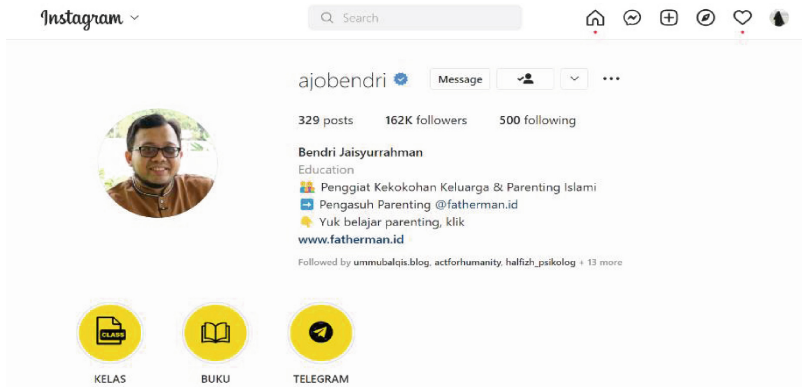 Instagram
Search
ajobendri Message
329 posts 162K followers 500 following
Bendri Jaisyurrahman
Education
Penggiat Kekokohan Keluarga & Parenting Islami
Pengasuh Parenting @fatherman.id
Yuk belajar parenting, klik
www.fatherman.id
Followed by ummubalqis.blog, actforhumanity, halfizh_psikolog + 13 more
CLASS
KELAS BUKU TELEGRAM